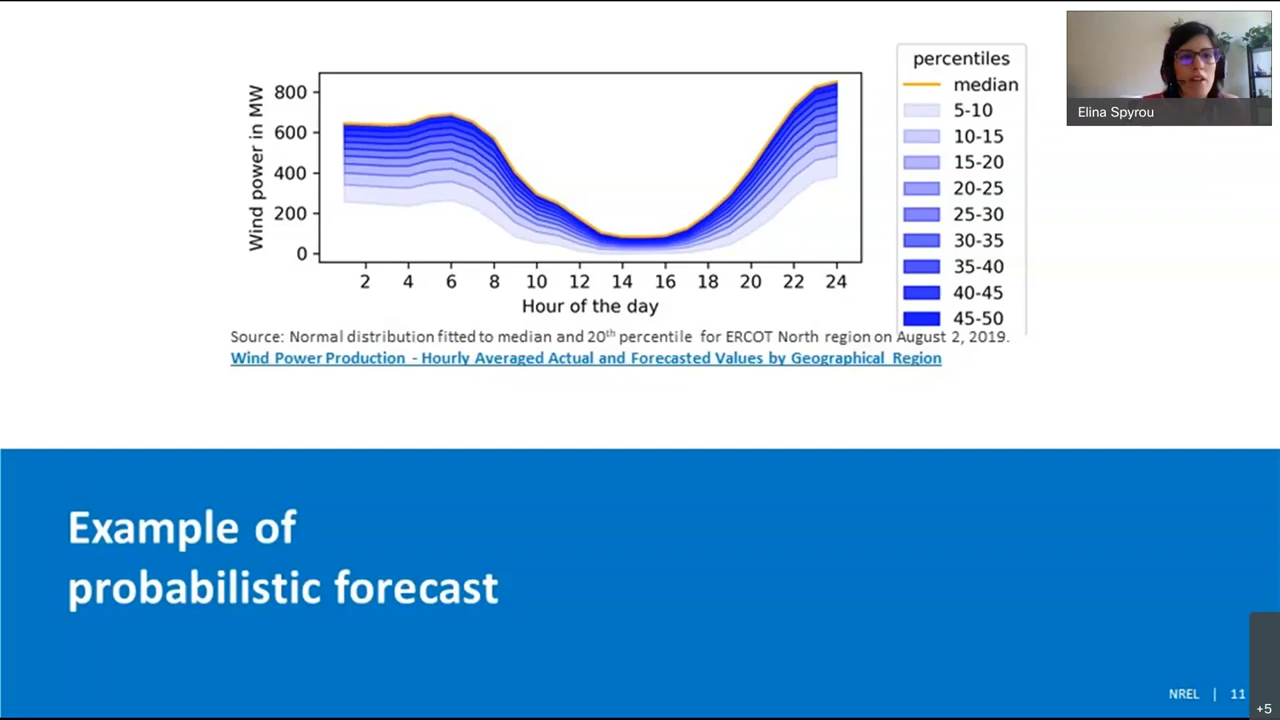 percentiles
median
5-10
10-15
15-20
20-25
25-30
30-35
35-40
40-45
45-50
Elina Spyrou
Wind power in MW
800
600
400
200
0
2 4 6 8 10 12 14 16 18 20 22 24
Hour of the day
Source: Normal distribution fitted to median and 20th percentile for ERCOT North region on August 2, 2019.
Wind Power Production - Hourly Averaged Actual and Forecasted Values by Geographical Region
Example of
probabilistic forecast
NREL | 11
+5